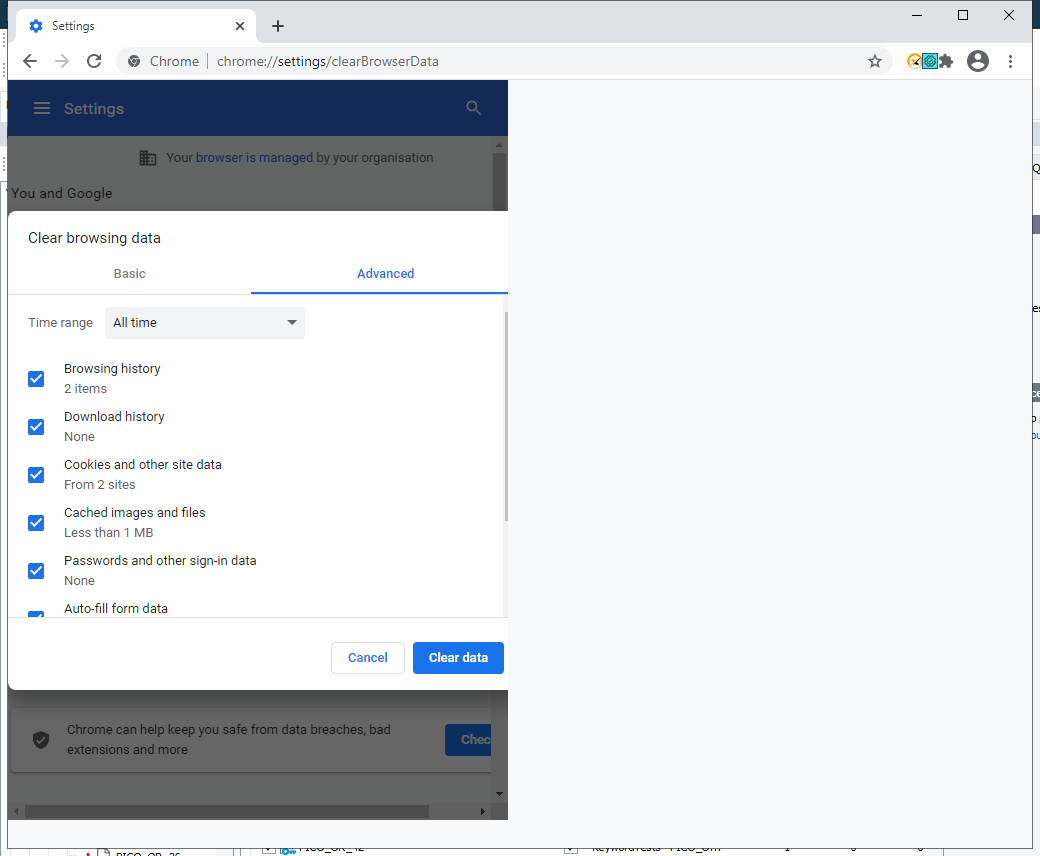 Settings
Chrome | chrome://settings/clearBrowserData
Settings
Your browser is managed by your organisation
You and Google
Clear browsing data
Basic
Advanced
Time range
All time
Browsing history
2 items
Download history
None
Cookies and other site data
From 2 sites
Cached images and files
Less than 1 MB
Passwords and other sign-in data
None
Auto-fill form data
Cancel
Clear data
Chrome can help keep you safe from data breaches, bad
extensions and more
Chec